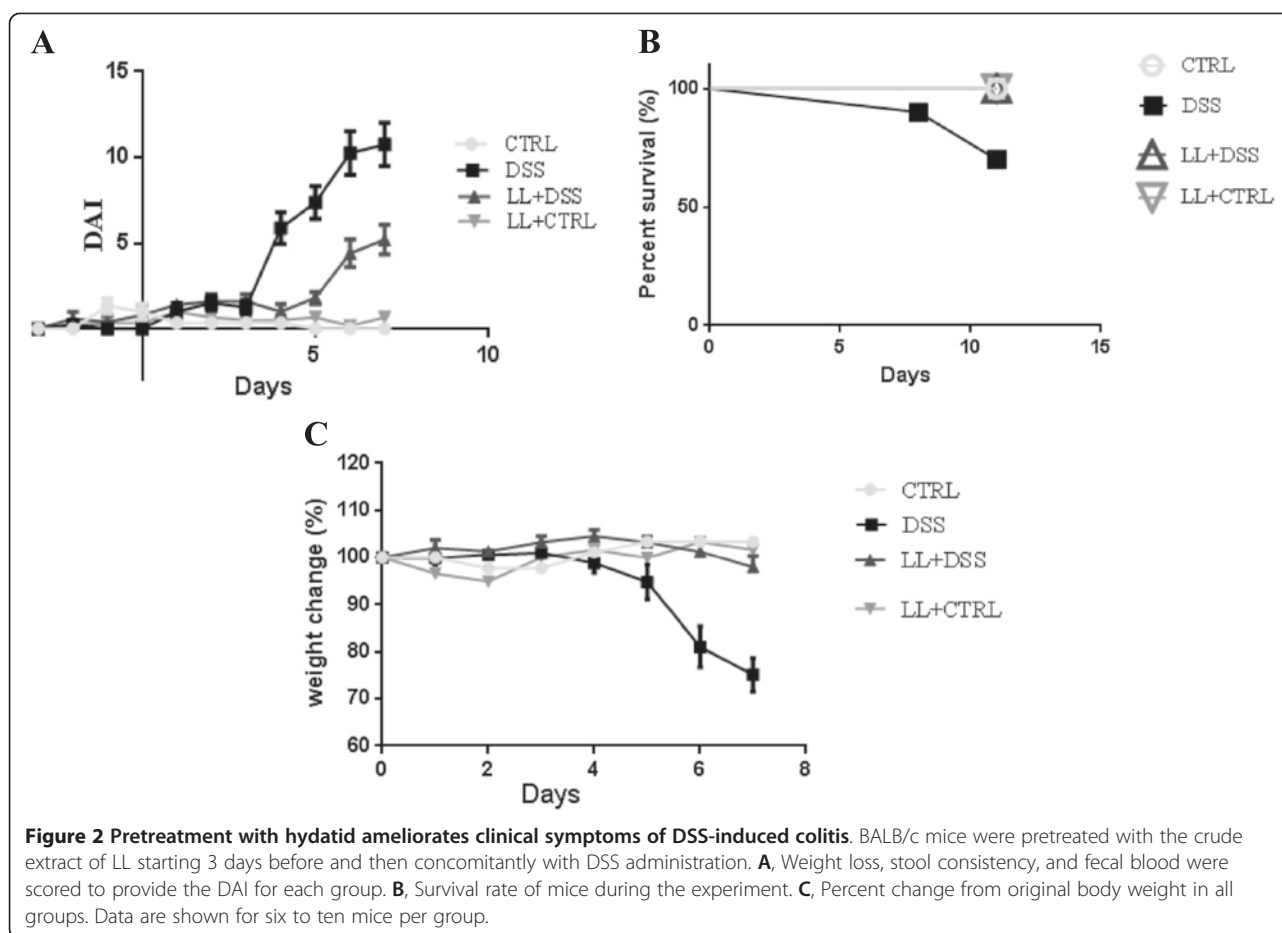 A
15
10
5
DAI
5
10
Days
CTRL
DSS
LL+DSS
LL+CTRL
B
100
50
0
Percent survival (%)
0
5
10
15
Days
CTRL
DSS
LL+DSS
LL+CTRL
C
120
110
100
90
80
70
60
weight change (%)
0
2
4
6
8
Days
CTRL
DSS
LL+DSS
LL+CTRL
Figure 2 Pretreatment with hydatid ameliorates clinical symptoms of DSS-induced colitis. BALB/c mice were pretreated with the crude
extract of LL starting 3 days before and then concomitantly with DSS administration. A, Weight loss, stool consistency, and fecal blood were
scored to provide the DAI for each group. B, Survival rate of mice during the experiment. C, Percent change from original body weight in all
groups. Data are shown for six to ten mice per group.